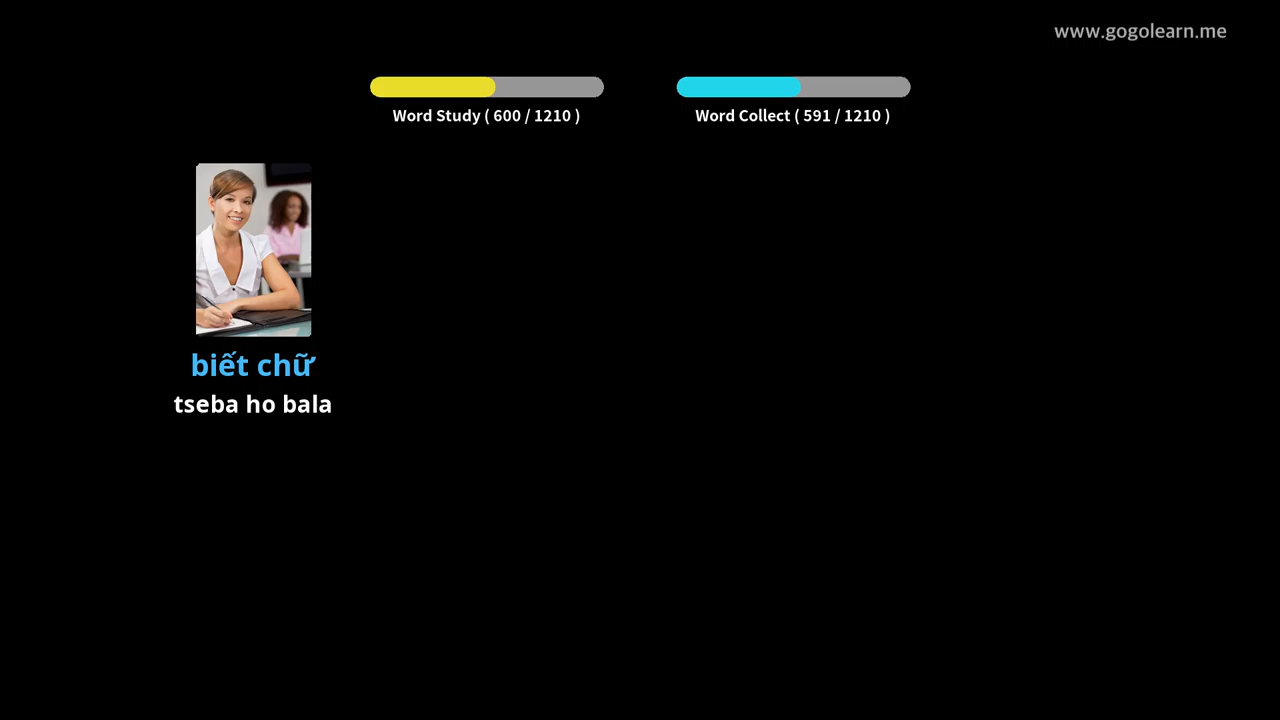 www.gogolearn.me
Word Study ( 600 / 1210 )
Word Collect ( 591 / 1210 )
biết chữ
tseba ho bala